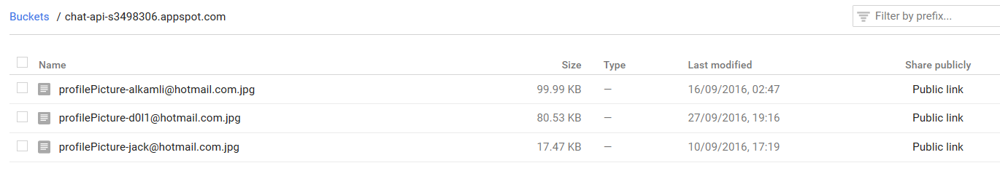 Buckets / chat-api-s3498306.appspot.com Filter by prefix...
Name Size Type Last modified Share publicly
profilePicture-alkamli@hotmail.com.jpg 99.99 KB — 16/09/2016, 02:47 Public link
profilePicture-d0l1@hotmail.com.jpg 80.53 KB — 27/09/2016, 19:16 Public link
profilePicture-jack@hotmail.com.jpg 17.47 KB — 10/09/2016, 17:19 Public link